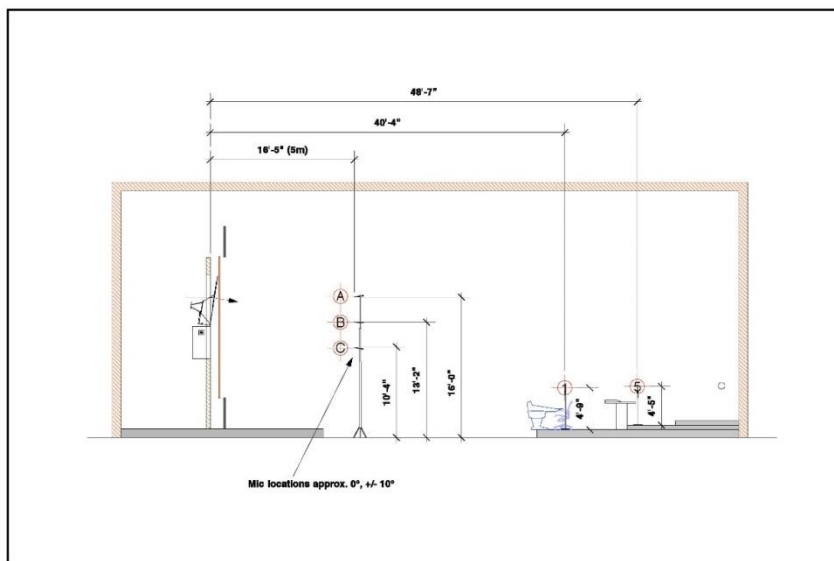 48'-7"
40'-4"
16'-5" (5m)
A
B
C
10'-4"
13'-2"
16'-0"
1
4'-9"
5
4'-5"
C
Mic locations approx. 0°, +/- 10°